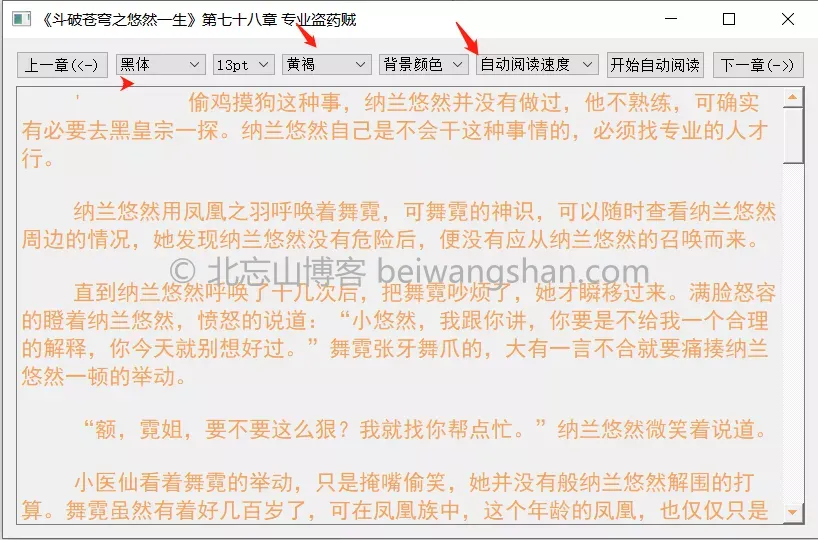 《斗破苍穹之悠然一生》第七十八章 专业盗药贼
上一章(<-) 黑体 13pt 黄褐 背景颜色 自动阅读速度 开始自动阅读 下一章(->)
' 偷鸡摸狗这种事，纳兰悠然并没有做过，他不熟练，可确实
有必要去黑皇宗一探。纳兰悠然自己是不会干这种事情的，必须找专业的人才
行。
纳兰悠然用凤凰之羽呼唤着舞霓，可舞霓的神识，可以随时查看纳兰悠然
周边的情况，她发现纳兰悠然没有危险后，便没有应从纳兰悠然的召唤而来。
© 北忘山博客 beiwangshan.com
直到纳兰悠然呼唤了十几次后，把舞霓吵烦了，她才瞬移过来。满脸怒容
的瞪着纳兰悠然，愤怒的说道：“小悠然，我跟你讲，你要是不给我一个合理
的解释，你今天就别想好过。”舞霓张牙舞爪的，大有一言不合就要痛揍纳兰
悠然一顿的举动。
“额，霓姐，要不要这么狠？我就找你帮点忙。”纳兰悠然微笑着说道。
小医仙看着舞霓的举动，只是掩嘴偷笑，她并没有般纳兰悠然解围的打
算。舞霓虽然有着好几百岁了，可在凤凰族中，这个年龄的凤凰，也仅仅只是